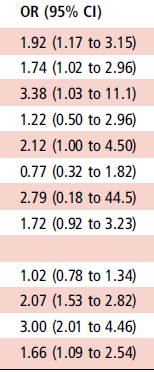 OR (95% CI)
1.92 (1.17 to 3.15)
1.74 (1.02 to 2.96)
3.38 (1.03 to 11.1)
1.22 (0.50 to 2.96)
2.12 (1.00 to 4.50)
0.77 (0.32 to 1.82)
2.79 (0.18 to 44.5)
1.72 (0.92 to 3.23)
1.02 (0.78 to 1.34)
2.07 (1.53 to 2.82)
3.00 (2.01 to 4.46)
1.66 (1.09 to 2.54)